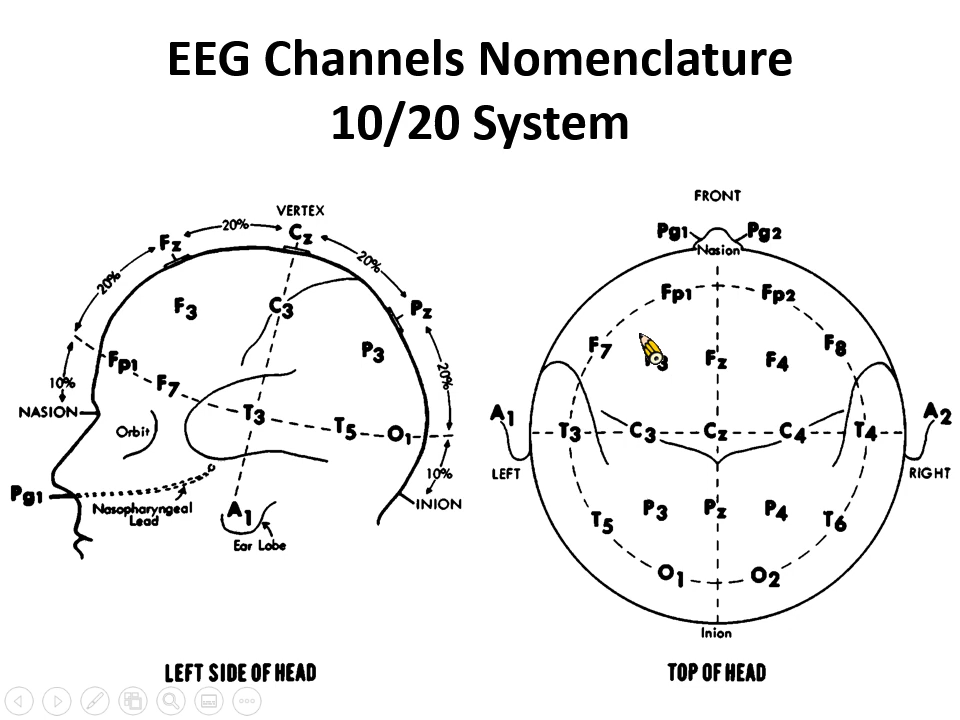 EEG Channels Nomenclature
10/20 System
VERTEX
20%
Cz
Fz
20%
20%
F3
C3
Pz
P3
Fp1
F7
10%
20%
NASION
T3
T5
O1
Orbit
10%
Pg1
Nasopharyngeal
Lead
A1
INION
Ear Lobe
LEFT SIDE OF HEAD
FRONT
Pg1
Pg2
Nasion
Fp1
Fp2
F7
F8
3
Fz
F4
A1
A2
T3
C3
Cz
C4
T4
LEFT
RIGHT
T5
P3
Pz
P4
T6
O1
O2
Inion
TOP OF HEAD